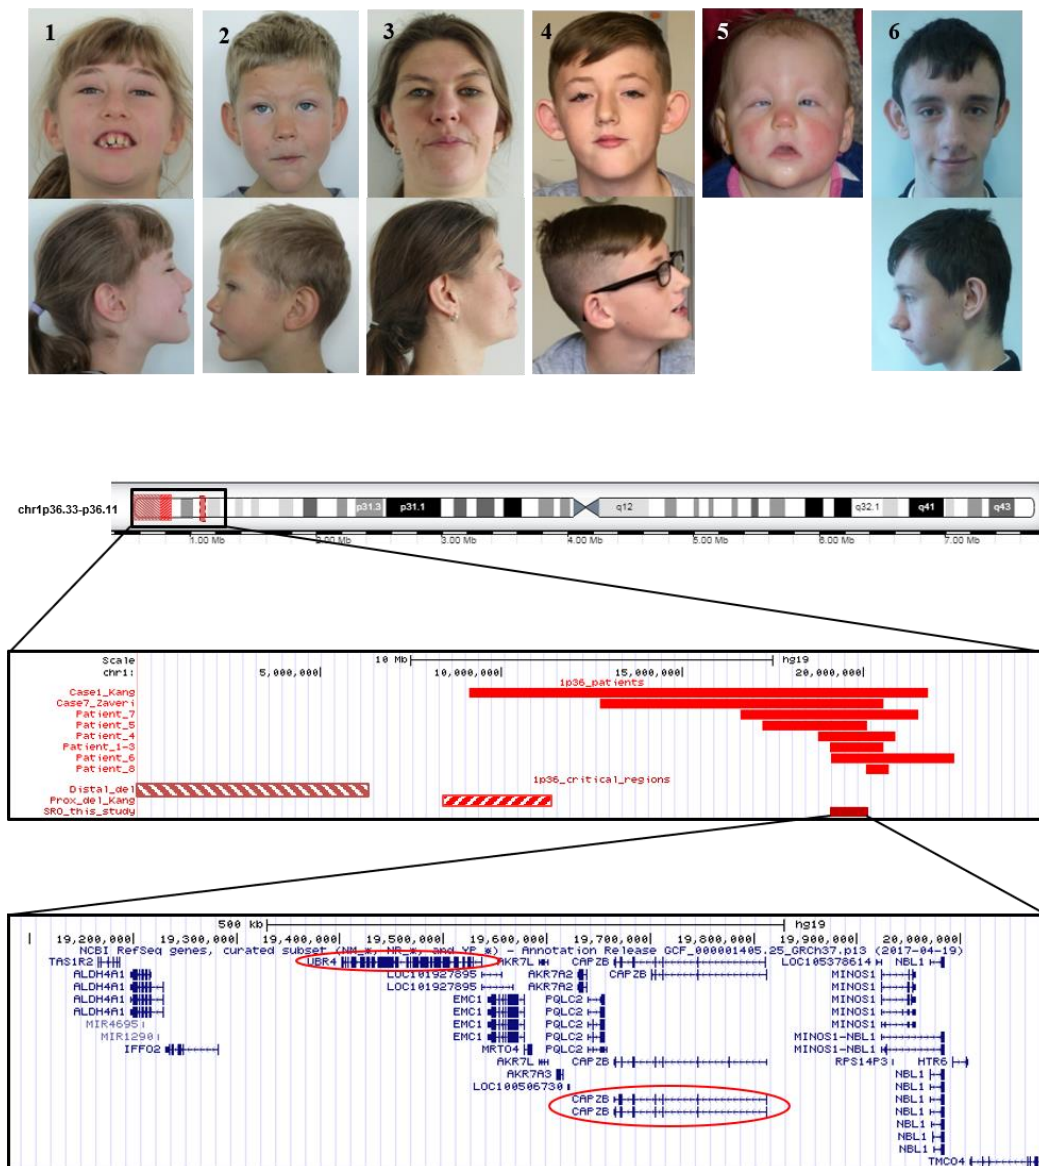 1 2 3 4 5 6
chr1p36.33-p36.11 p31.3 p31.1 q12 q32.1 q41 q43
1.00 Mb 2.00 Mb 3.00 Mb 4.00 Mb 5.00 Mb 6.00 Mb 7.00 Mb
Scale 10 Mb hg19
chr1: 5,000,000 10,000,000 15,000,000 20,000,000
1p36_patients
Case1_Kang
Case7_Zaveri
Patient_7
Patient_5
Patient_4
Patient_1-3
Patient_6
Patient_8
1p36_critical_regions
Distal_del
Prox_del_Kang
SRO_this_study
500 kb hg19
19,200,000 19,300,000 19,400,000 19,500,000 19,600,000 19,700,000 19,800,000 19,900,000 20,000,000
NCBI RefSeq genes, curated subset (NM_*, NR_*, and YP_*) - Annotation Release GCF_000001405.25_GRCh37.p13 (2017-04-19)
TAS1R2 UBR4 AKR7L CAPZB LOC105378614 NBL1
ALDH4A1 LOC101927895 AKR7A2 CAPZB MINOS1 NBL1
ALDH4A1 LOC101927895 AKR7A2 MINOS1
ALDH4A1 EMC1 PQLC2 MINOS1
ALDH4A1 EMC1 PQLC2 MINOS1
MIR4695 EMC1 PQLC2 MINOS1
MIR1290 EMC1 PQLC2 MINOS1-NBL1
IFFO2 MRTO4 PQLC2 MINOS1-NBL1
AKR7L CAPZB RPS14P3 HTR6
AKR7A3 NBL1
LOC100506730 NBL1
CAPZB NBL1
CAPZB NBL1
NBL1
NBL1
NBL1
TMCO4